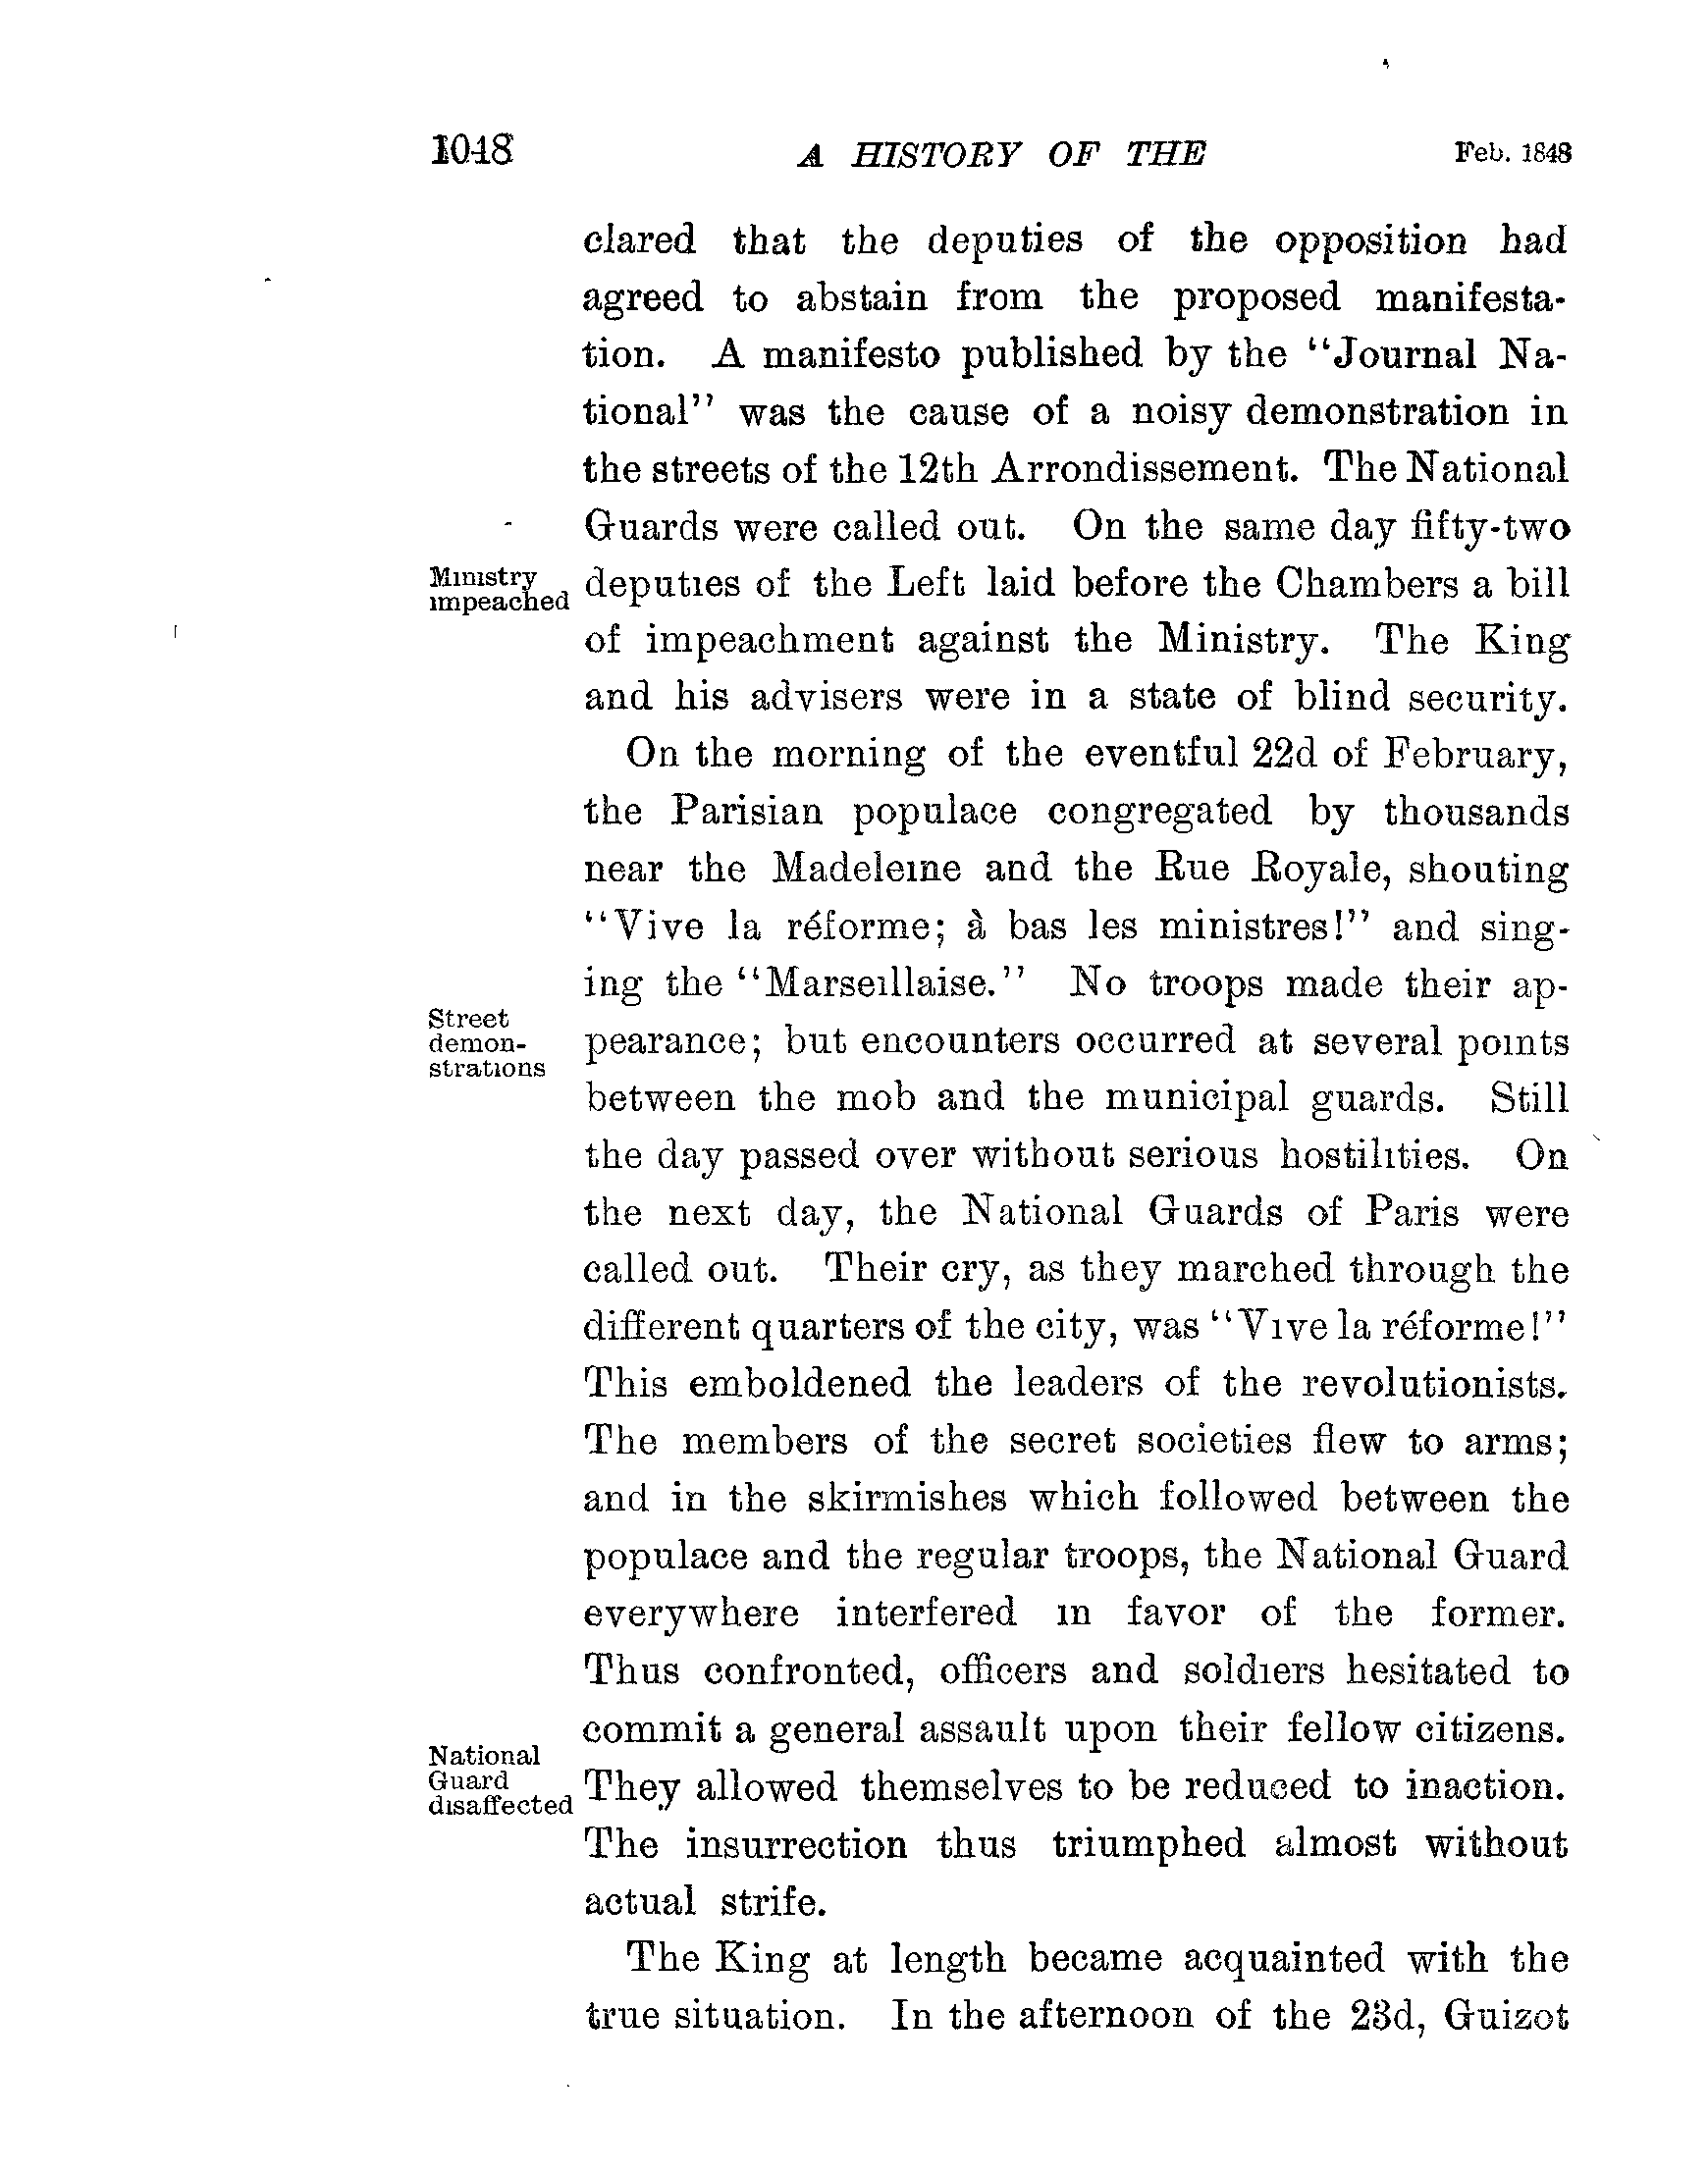 1048 A HISTORY OF THE Feb. 1848
clared that the deputies of the opposition had
agreed to abstain from the proposed manifesta-
tion. A manifesto published by the "Journal Na-
tional" was the cause of a noisy demonstration in
the streets of the 12th Arrondissement. The National
Guards were called out. On the same day fifty-two
Ministry
impeached
deputies of the Left laid before the Chambers a bill
of impeachment against the Ministry. The King
and his advisers were in a state of blind security.
On the morning of the eventful 22d of February,
the Parisian populace congregated by thousands
near the Madeleine and the Rue Royale, shouting
"Vive la réforme; à bas les ministres!" and sing-
ing the "Marseillaise." No troops made their ap-
Street
demon-
strations
pearance; but encounters occurred at several points
between the mob and the municipal guards. Still
the day passed over without serious hostilities. On
the next day, the National Guards of Paris were
called out. Their cry, as they marched through the
different quarters of the city, was "Vive la réforme!"
This emboldened the leaders of the revolutionists.
The members of the secret societies flew to arms;
and in the skirmishes which followed between the
populace and the regular troops, the National Guard
everywhere interfered in favor of the former.
Thus confronted, officers and soldiers hesitated to
commit a general assault upon their fellow citizens.
National
Guard
disaffected
They allowed themselves to be reduced to inaction.
The insurrection thus triumphed almost without
actual strife.
The King at length became acquainted with the
true situation. In the afternoon of the 23d, Guizot